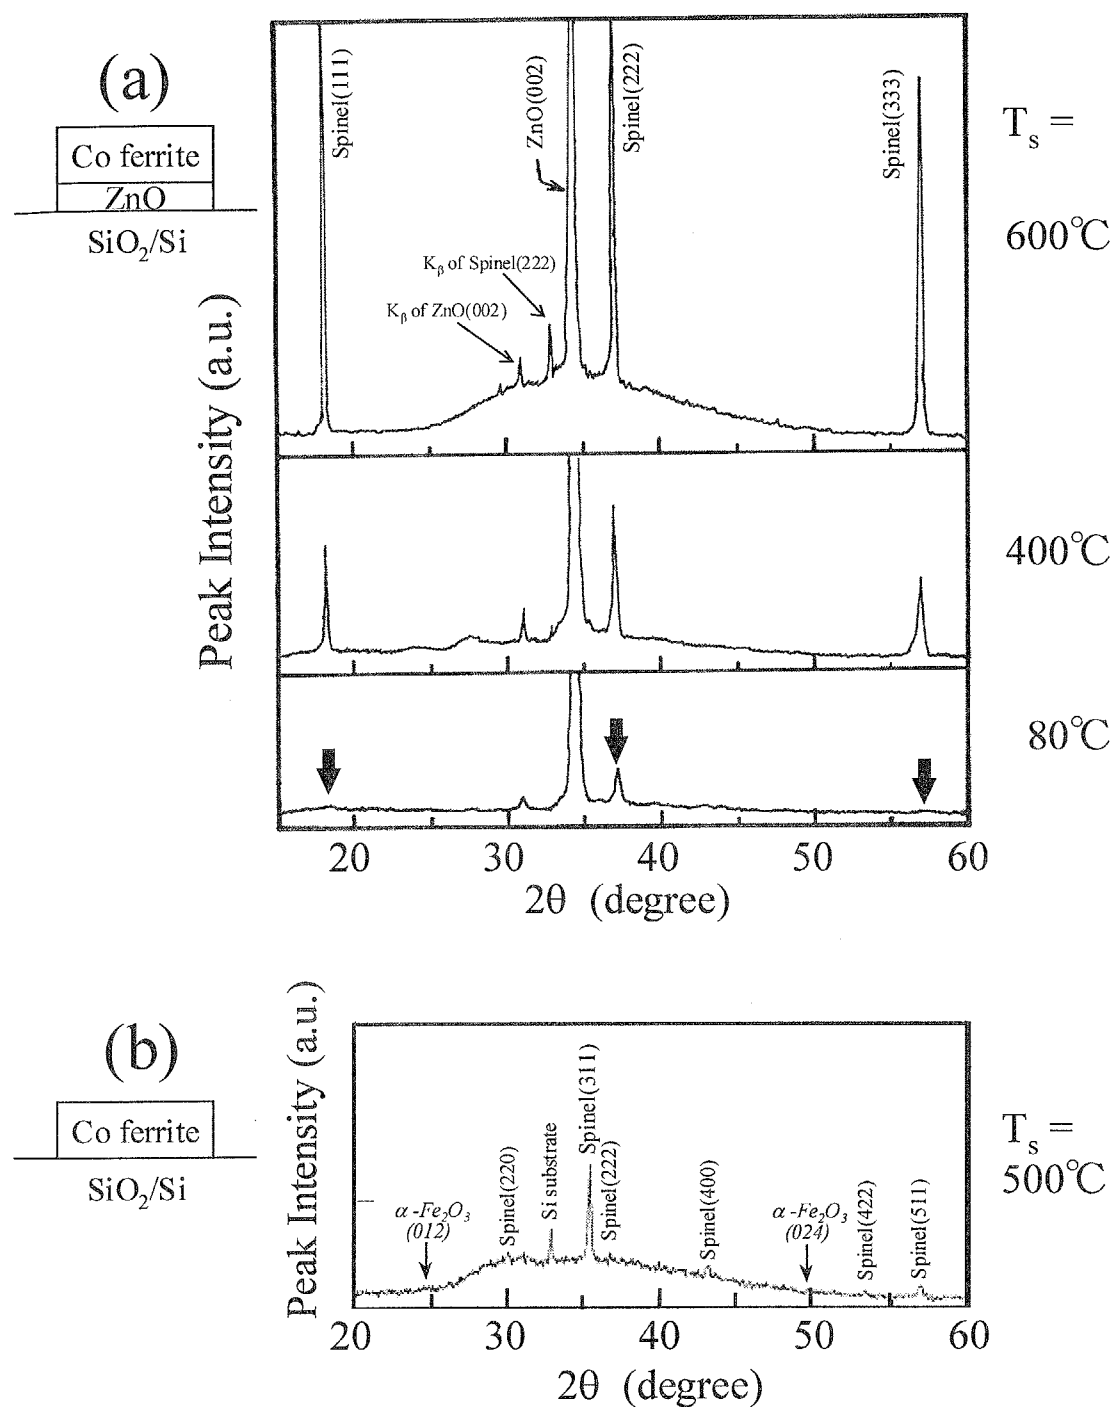 (a)
Co ferrite
ZnO
SiO₂/Si
Peak Intensity (a.u.)
Spinel(111)
ZnO(002)
Spinel(222)
Spinel(333)
Kβ of Spinel(222)
Kβ of ZnO(002)
Tₛ =
600℃
400℃
80℃
20 30 40 50 60
2θ (degree)
(b)
Co ferrite
SiO₂/Si
Peak Intensity (a.u.)
α-Fe₂O₃
(012)
Spinel(220)
Si substrate
Spinel(311)
Spinel(222)
Spinel(400)
α-Fe₂O₃
(024)
Spinel(422)
Spinel(511)
Tₛ =
500℃
20 30 40 50 60
2θ (degree)